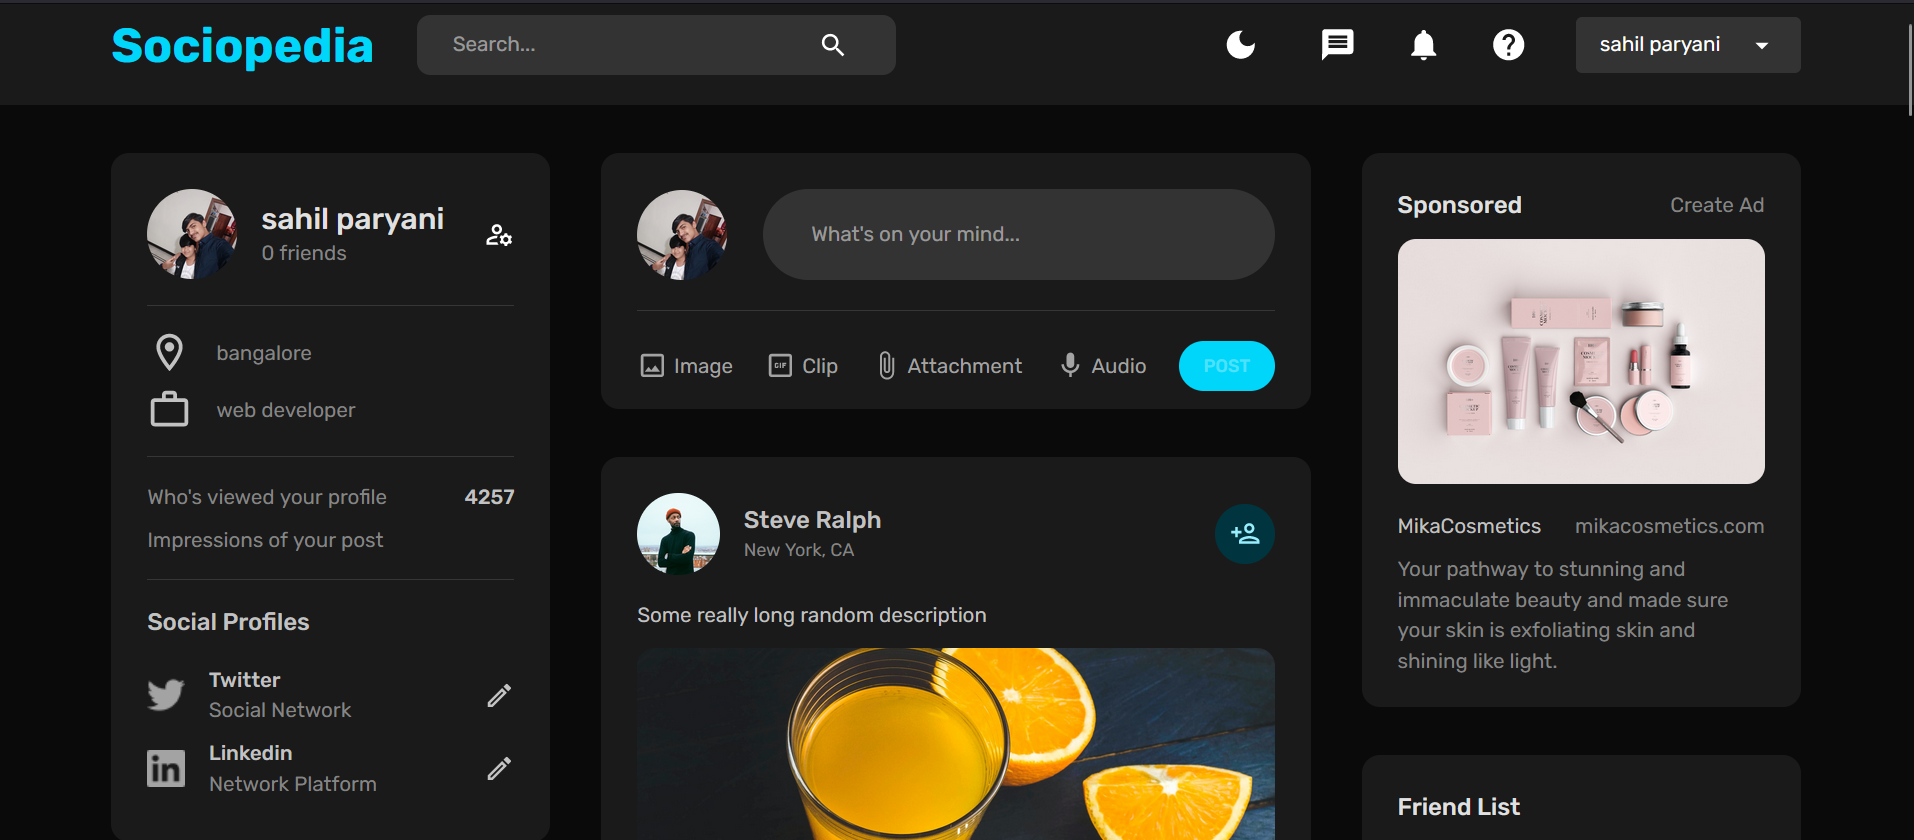 Sociopedia
Search...
sahil paryani
sahil paryani
0 friends
bangalore
web developer
Who's viewed your profile 4257
Impressions of your post
Social Profiles
Twitter
Social Network
Linkedin
Network Platform
What's on your mind...
Image
GIF Clip
Attachment
Audio
POST
Steve Ralph
New York, CA
Some really long random description
Sponsored
Create Ad
MikaCosmetics
mikacosmetics.com
Your pathway to stunning and
immaculate beauty and made sure
your skin is exfoliating skin and
shining like light.
Friend List